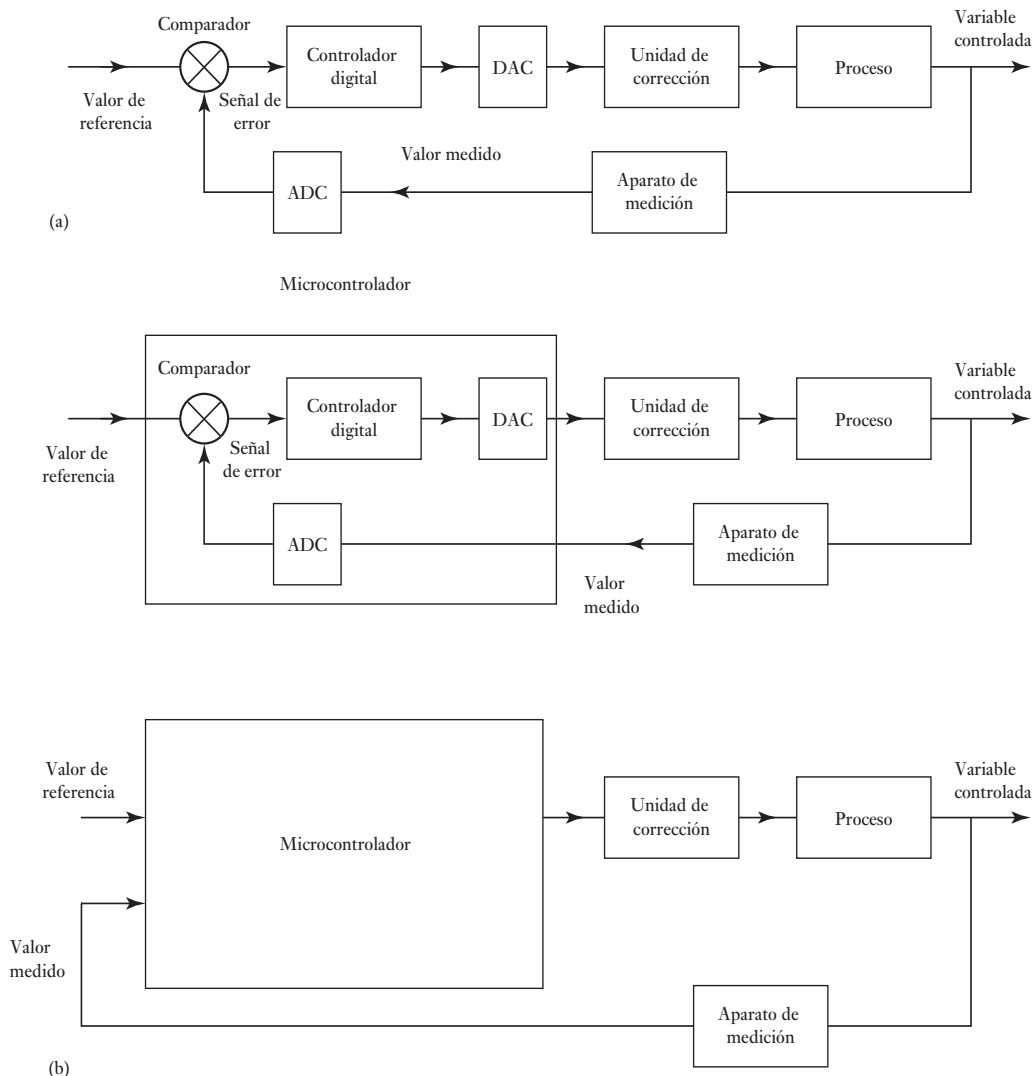 Comparador
Controlador
digital
DAC
Unidad de
corrección
Proceso
Variable
controlada
Valor de
referencia
Señal de
error
ADC
Valor medido
Aparato de
medición
(a)
Microcontrolador
Comparador
Controlador
digital
DAC
Unidad de
corrección
Proceso
Variable
controlada
Valor de
referencia
Señal
de error
ADC
Valor
medido
Aparato de
medición
Valor de
referencia
Microcontrolador
Unidad de
corrección
Proceso
Variable
controlada
Valor
medido
Aparato de
medición
(b)